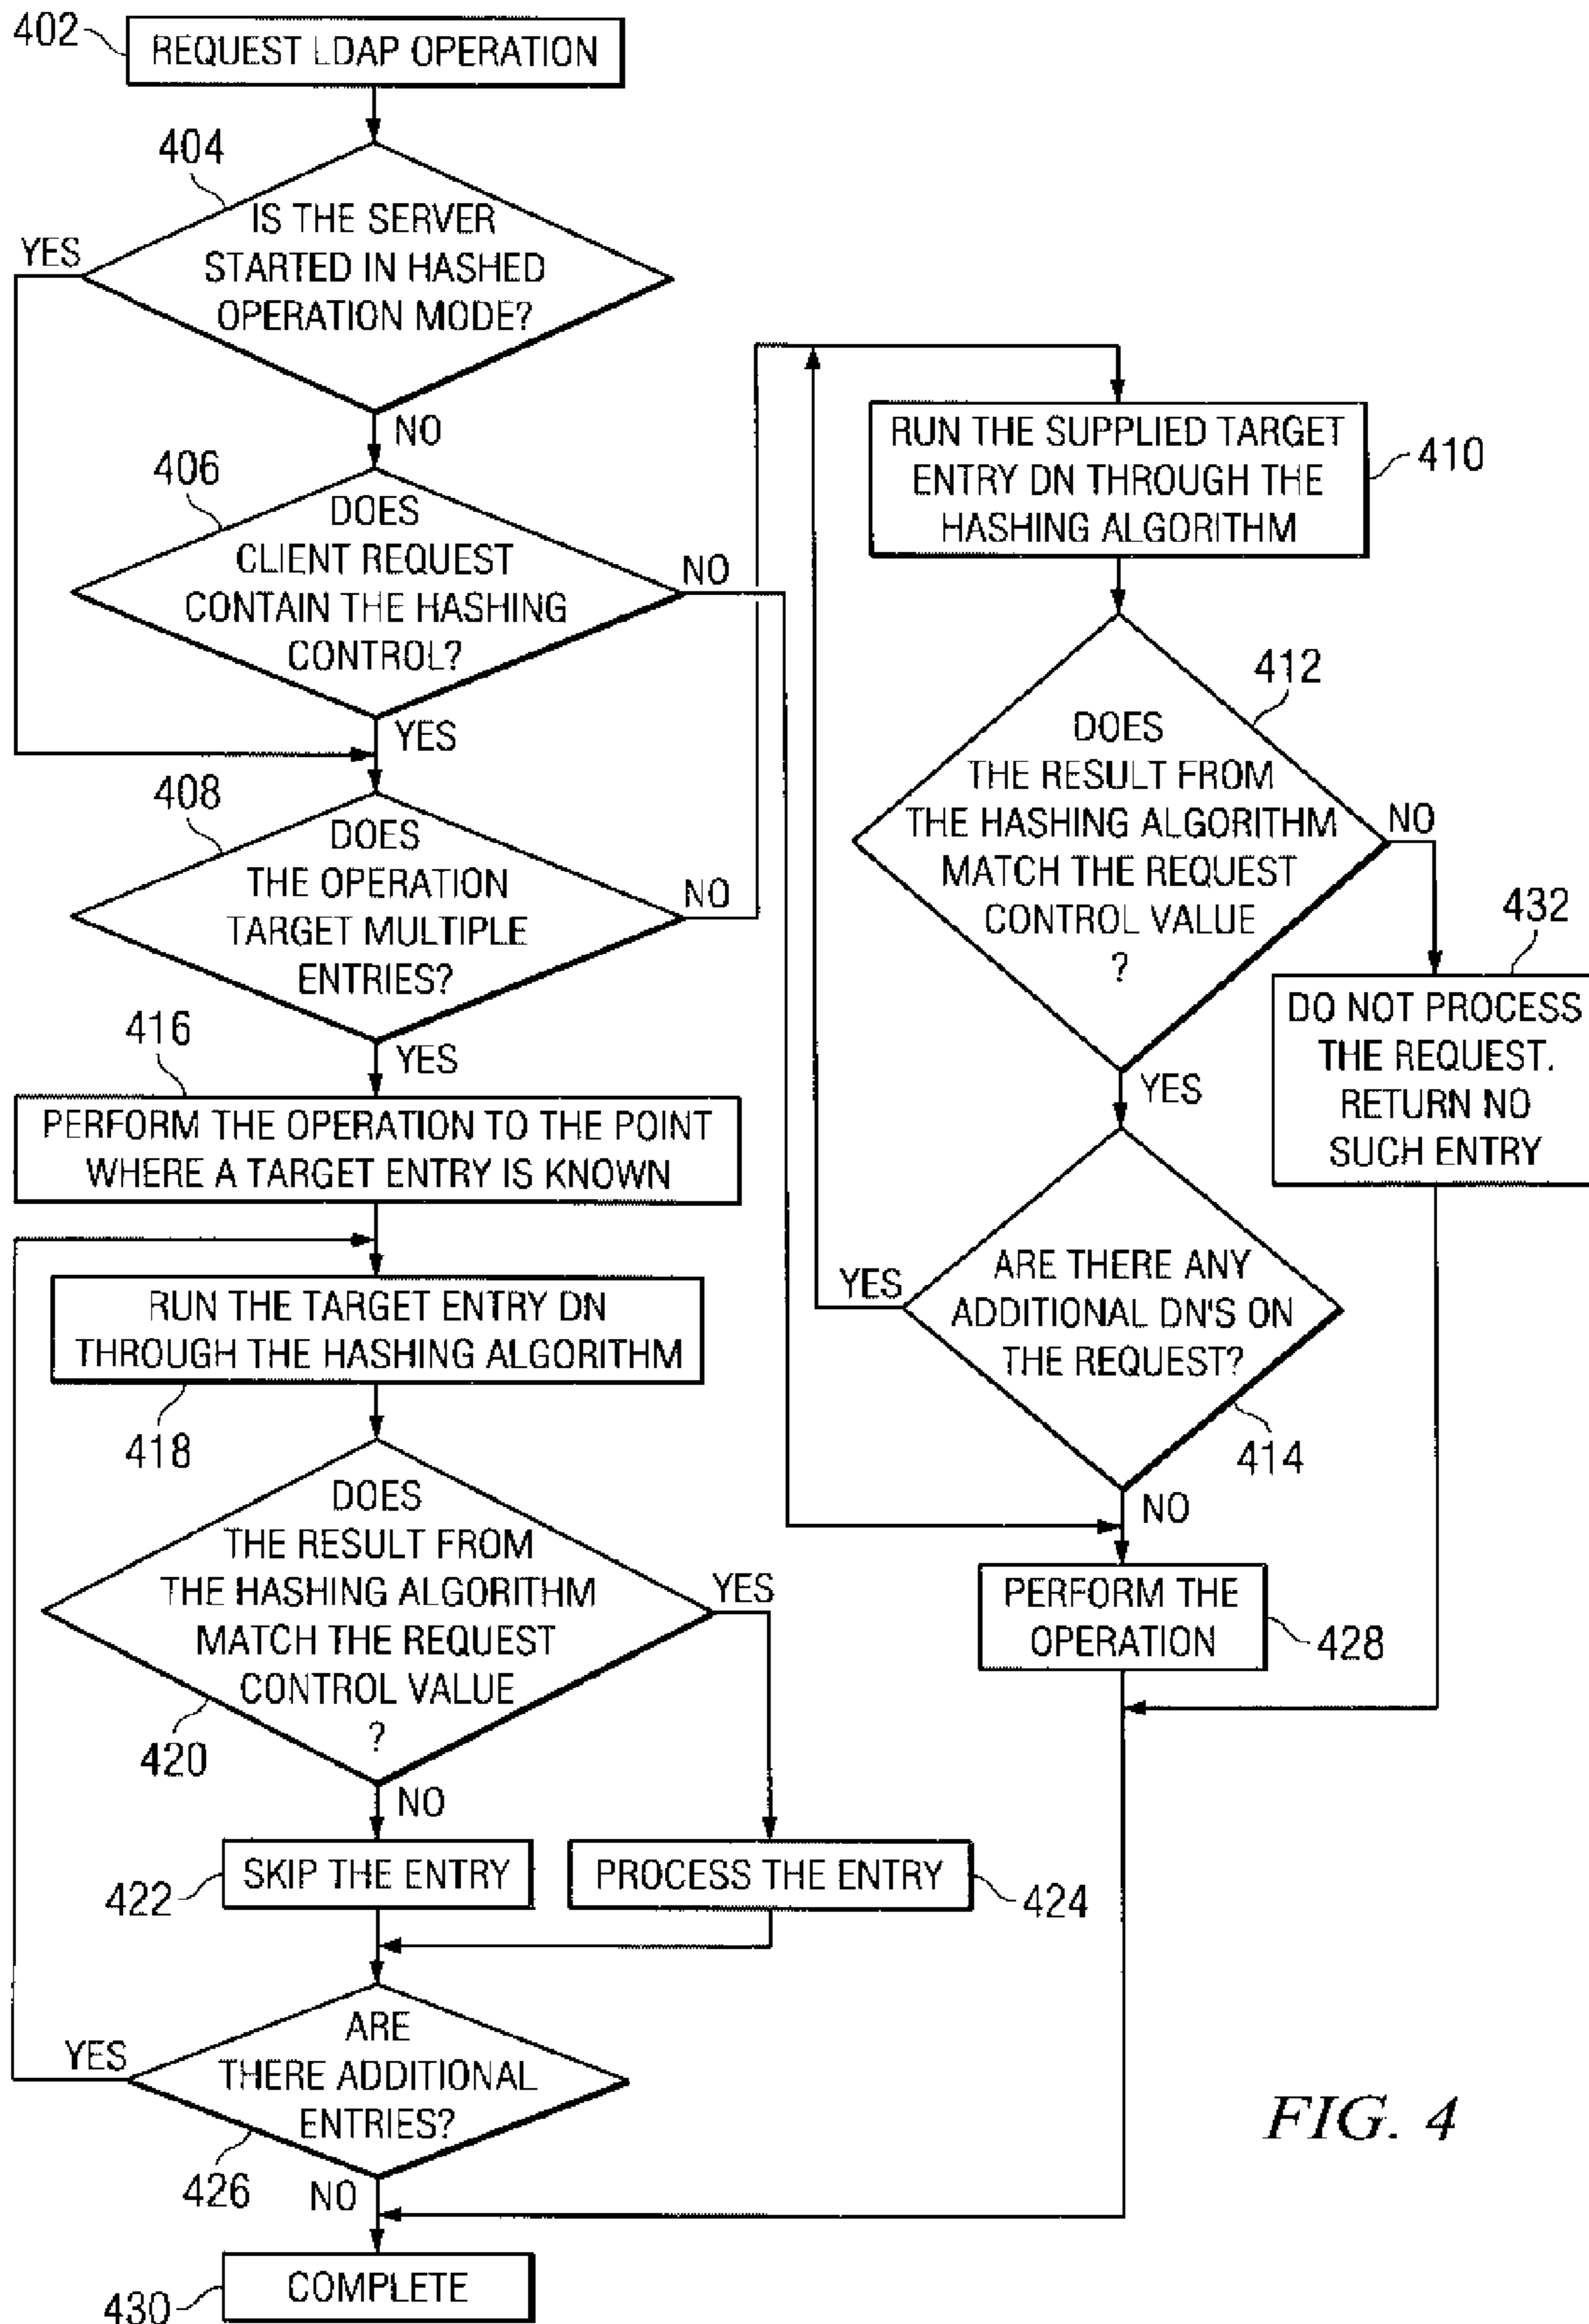 402
REQUEST LDAP OPERATION
404
IS THE SERVER
STARTED IN HASHED
OPERATION MODE?
YES
NO
406
DOES
CLIENT REQUEST
CONTAIN THE HASHING
CONTROL?
NO
YES
408
DOES
THE OPERATION
TARGET MULTIPLE
ENTRIES?
NO
YES
416
PERFORM THE OPERATION TO THE POINT
WHERE A TARGET ENTRY IS KNOWN
RUN THE TARGET ENTRY DN
THROUGH THE HASHING ALGORITHM
418
DOES
THE RESULT FROM
THE HASHING ALGORITHM
MATCH THE REQUEST
CONTROL VALUE
?
420
YES
NO
SKIP THE ENTRY
422
PROCESS THE ENTRY
424
ARE
THERE ADDITIONAL
ENTRIES?
YES
426
NO
COMPLETE
430
RUN THE SUPPLIED TARGET
ENTRY DN THROUGH THE
HASHING ALGORITHM
410
412
DOES
THE RESULT FROM
THE HASHING ALGORITHM
MATCH THE REQUEST
CONTROL VALUE
?
NO
YES
432
DO NOT PROCESS
THE REQUEST.
RETURN NO
SUCH ENTRY
ARE THERE ANY
ADDITIONAL DN'S ON
THE REQUEST?
YES
414
NO
PERFORM THE
OPERATION
428
FIG. 4